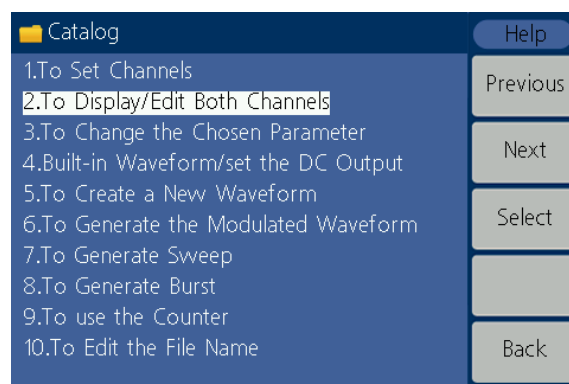 Catalog
Help
1.To Set Channels
2.To Display/Edit Both Channels
3.To Change the Chosen Parameter
4.Built-in Waveform/set the DC Output
5.To Create a New Waveform
6.To Generate the Modulated Waveform
7.To Generate Sweep
8.To Generate Burst
9.To use the Counter
10.To Edit the File Name
Previous
Next
Select
Back